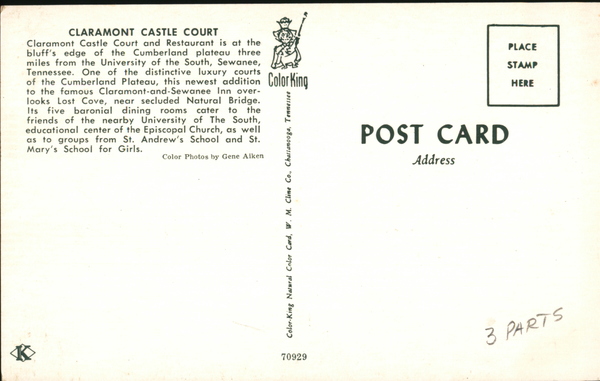 CLARAMONT CASTLE COURT
Claramont Castle Court and Restaurant is at the
bluff's edge of the Cumberland plateau three
miles from the University of the South, Sewanee,
Tennessee. One of the distinctive luxury courts
of the Cumberland Plateau, this newest addition
to the famous Claramont-and-Sewanee Inn over-
looks Lost Cove, near secluded Natural Bridge.
Its five baronial dining rooms cater to the
friends of the nearby University of The South,
educational center of the Episcopal Church, as well
as to groups from St. Andrew's School and St.
Mary's School for Girls.
Color Photos by Gene Aiken
K
Color King
Color-King Natural Color Card, W. M. Cline Co., Chattanooga, Tennessee
70929
PLACE
STAMP
HERE
POST CARD
Address
3 PARTS